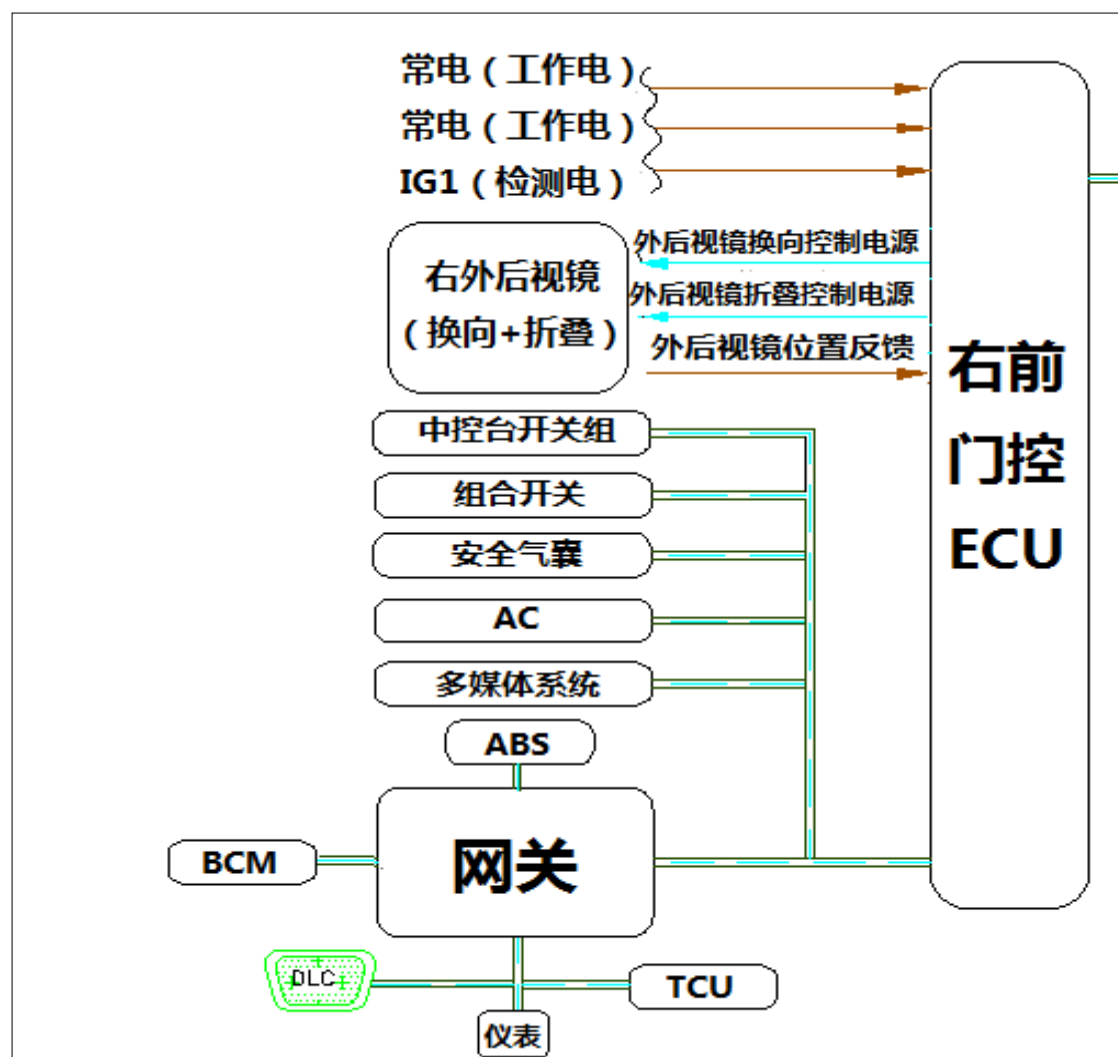 常电（工作电）
常电（工作电）
IG1（检测电）
外后视镜换向控制电源
右外后视镜
（换向+折叠）
外后视镜折叠控制电源
外后视镜位置反馈
右前
门控
ECU
中控台开关组
组合开关
安全气囊
AC
多媒体系统
ABS
网关
BCM
DLC
TCU
仪表